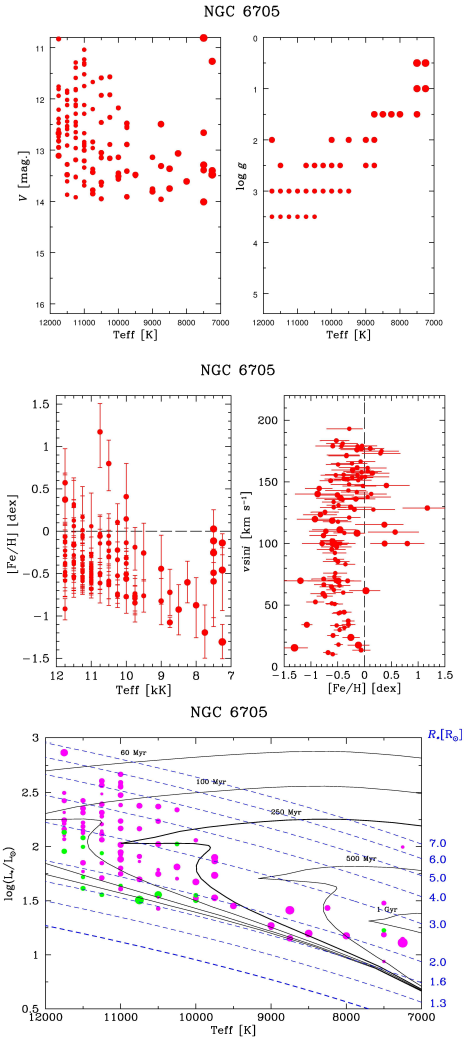 NGC 6705
11
12
13
14
15
16
V [mag.]
12000 11000 10000 9000 8000 7000
Teff [K]
0
1
2
3
4
5
log g
12000 11000 10000 9000 8000 7000
Teff [K]
NGC 6705
1.5
1
0.5
0
−0.5
−1
−1.5
[Fe/H] [dex]
12 11 10 9 8 7
Teff [kK]
200
150
100
50
0
v sini [km s⁻¹]
−1.5 −1 −0.5 0 0.5 1 1.5
[Fe/H] [dex]
NGC 6705
R⋆[R⊙]
3
2.5
2
1.5
1
0.5
log(L⋆/L⊙)
60 Myr
100 Myr
250 Myr
500 Myr
1 Gyr
7.0
6.0
5.0
4.0
3.0
2.0
1.6
1.3
12000 11000 10000 9000 8000 7000
Teff [K]